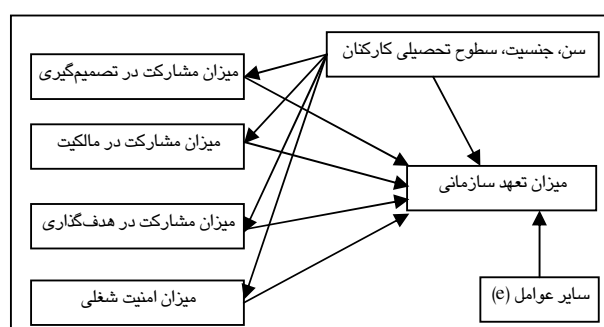 سن، جنسیت، سطوح تحصیلی کارکنان
میزان مشارکت در تصمیم‌گیری
میزان مشارکت در مالکیت
میزان تعهد سازمانی
میزان مشارکت در هدف‌گذاری
میزان امنیت شغلی
سایر عوامل (e)